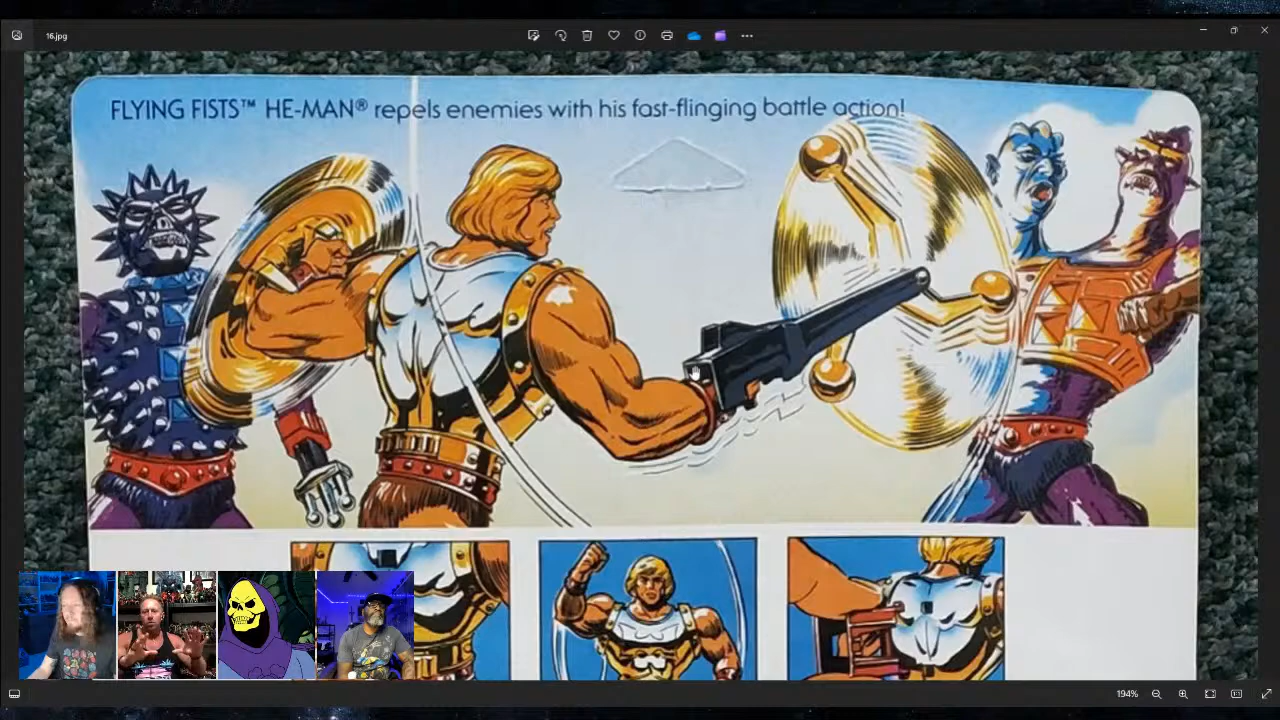 16.jpg
FLYING FISTS™ HE-MAN® repels enemies with his fast-flinging battle action!
194%